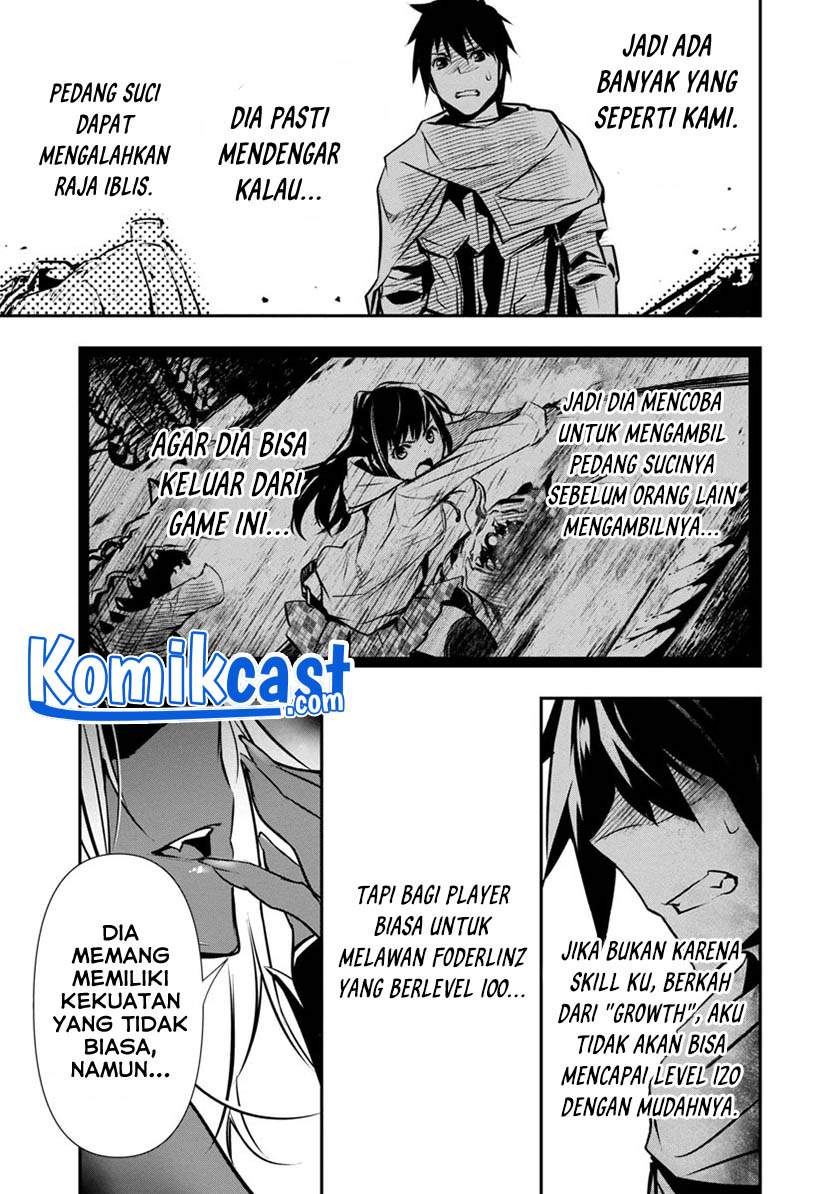 JADI ADA
BANYAK YANG
SEPERTI KAMI.
DIA PASTI
MENDENGAR
KALAU...
PEDANG SUCI
DAPAT
MENGALAHKAN
RAJA IBLIS.
JADI DIA MENCOBA
UNTUK MENGAMBIL
PEDANG SUCINYA
SEBELUM ORANG LAIN
MENGAMBILNYA...
AGAR DIA BISA
KELUAR DARI
GAME INI...
Komikcast
.com
JIKA BUKAN KARENA
SKILL KU, BERKAH
DARI "GROWTH", AKU
TIDAK AKAN BISA
MENCAPAI LEVEL 120
DENGAN MUDAHNYA.
TAPI BAGI PLAYER
BIASA UNTUK
MELAWAN FODERLINZ
YANG BERLEVEL 100...
DIA
MEMANG
MEMILIKI
KEKUATAN
YANG TIDAK
BIASA,
NAMUN...